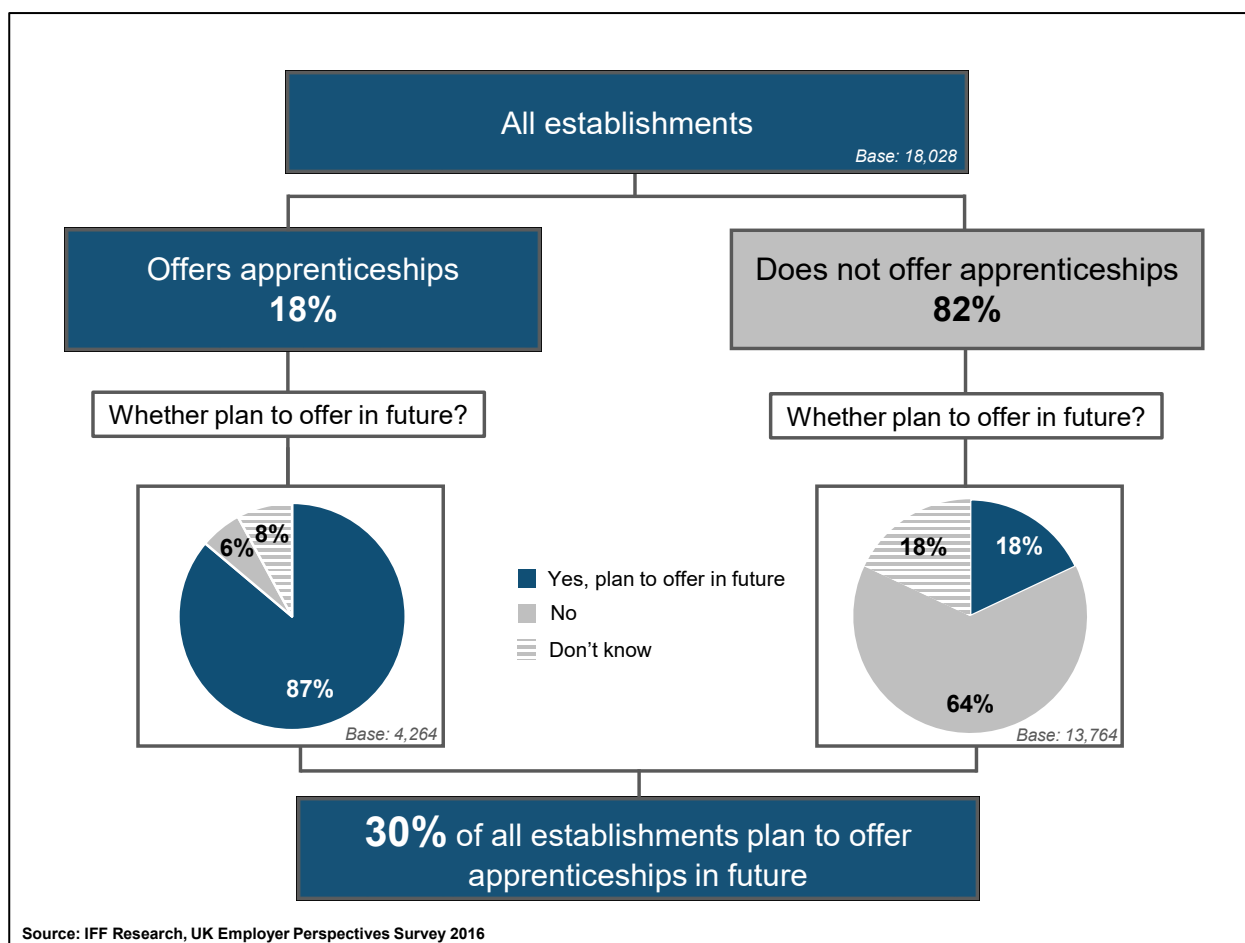 All establishments
Base: 18,028
Offers apprenticeships
18%
Does not offer apprenticeships
82%
Whether plan to offer in future?
Whether plan to offer in future?
8%
6%
87%
Base: 4,264
Yes, plan to offer in future
No
Don't know
18%
18%
64%
Base: 13,764
30% of all establishments plan to offer
apprenticeships in future
Source: IFF Research, UK Employer Perspectives Survey 2016